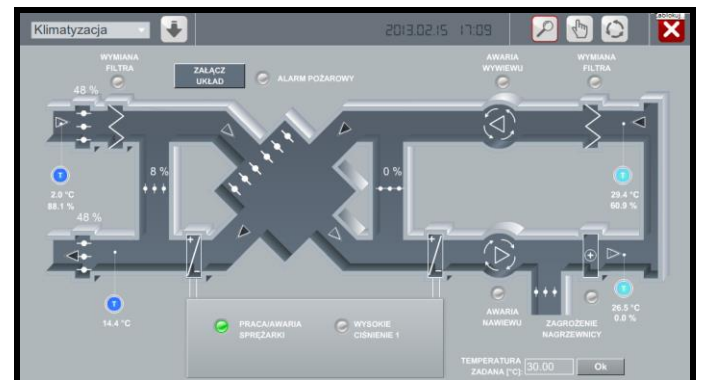 Klimatyzacja
2013.02.15 17:09
WYMIANA
FILTRA
ZAŁĄCZ
UKŁAD
ALARM POŻAROWY
AWARIA
WYWIEWU
WYMIANA
FILTRA
48 %
8 %
0 %
T
2.0 °C
88.1 %
T
29.4 °C
60.9 %
48 %
T
14.4 °C
T
26.5 °C
0.0 %
AWARIA
NAWIEWU
ZAGROŻENIE
NAGRZEWNICY
PRACA/AWARIA
SPRĘŻARKI
WYSOKIE
CIŚNIENIE 1
TEMPERATURA
ZADANA [°C]
30.00
Ok